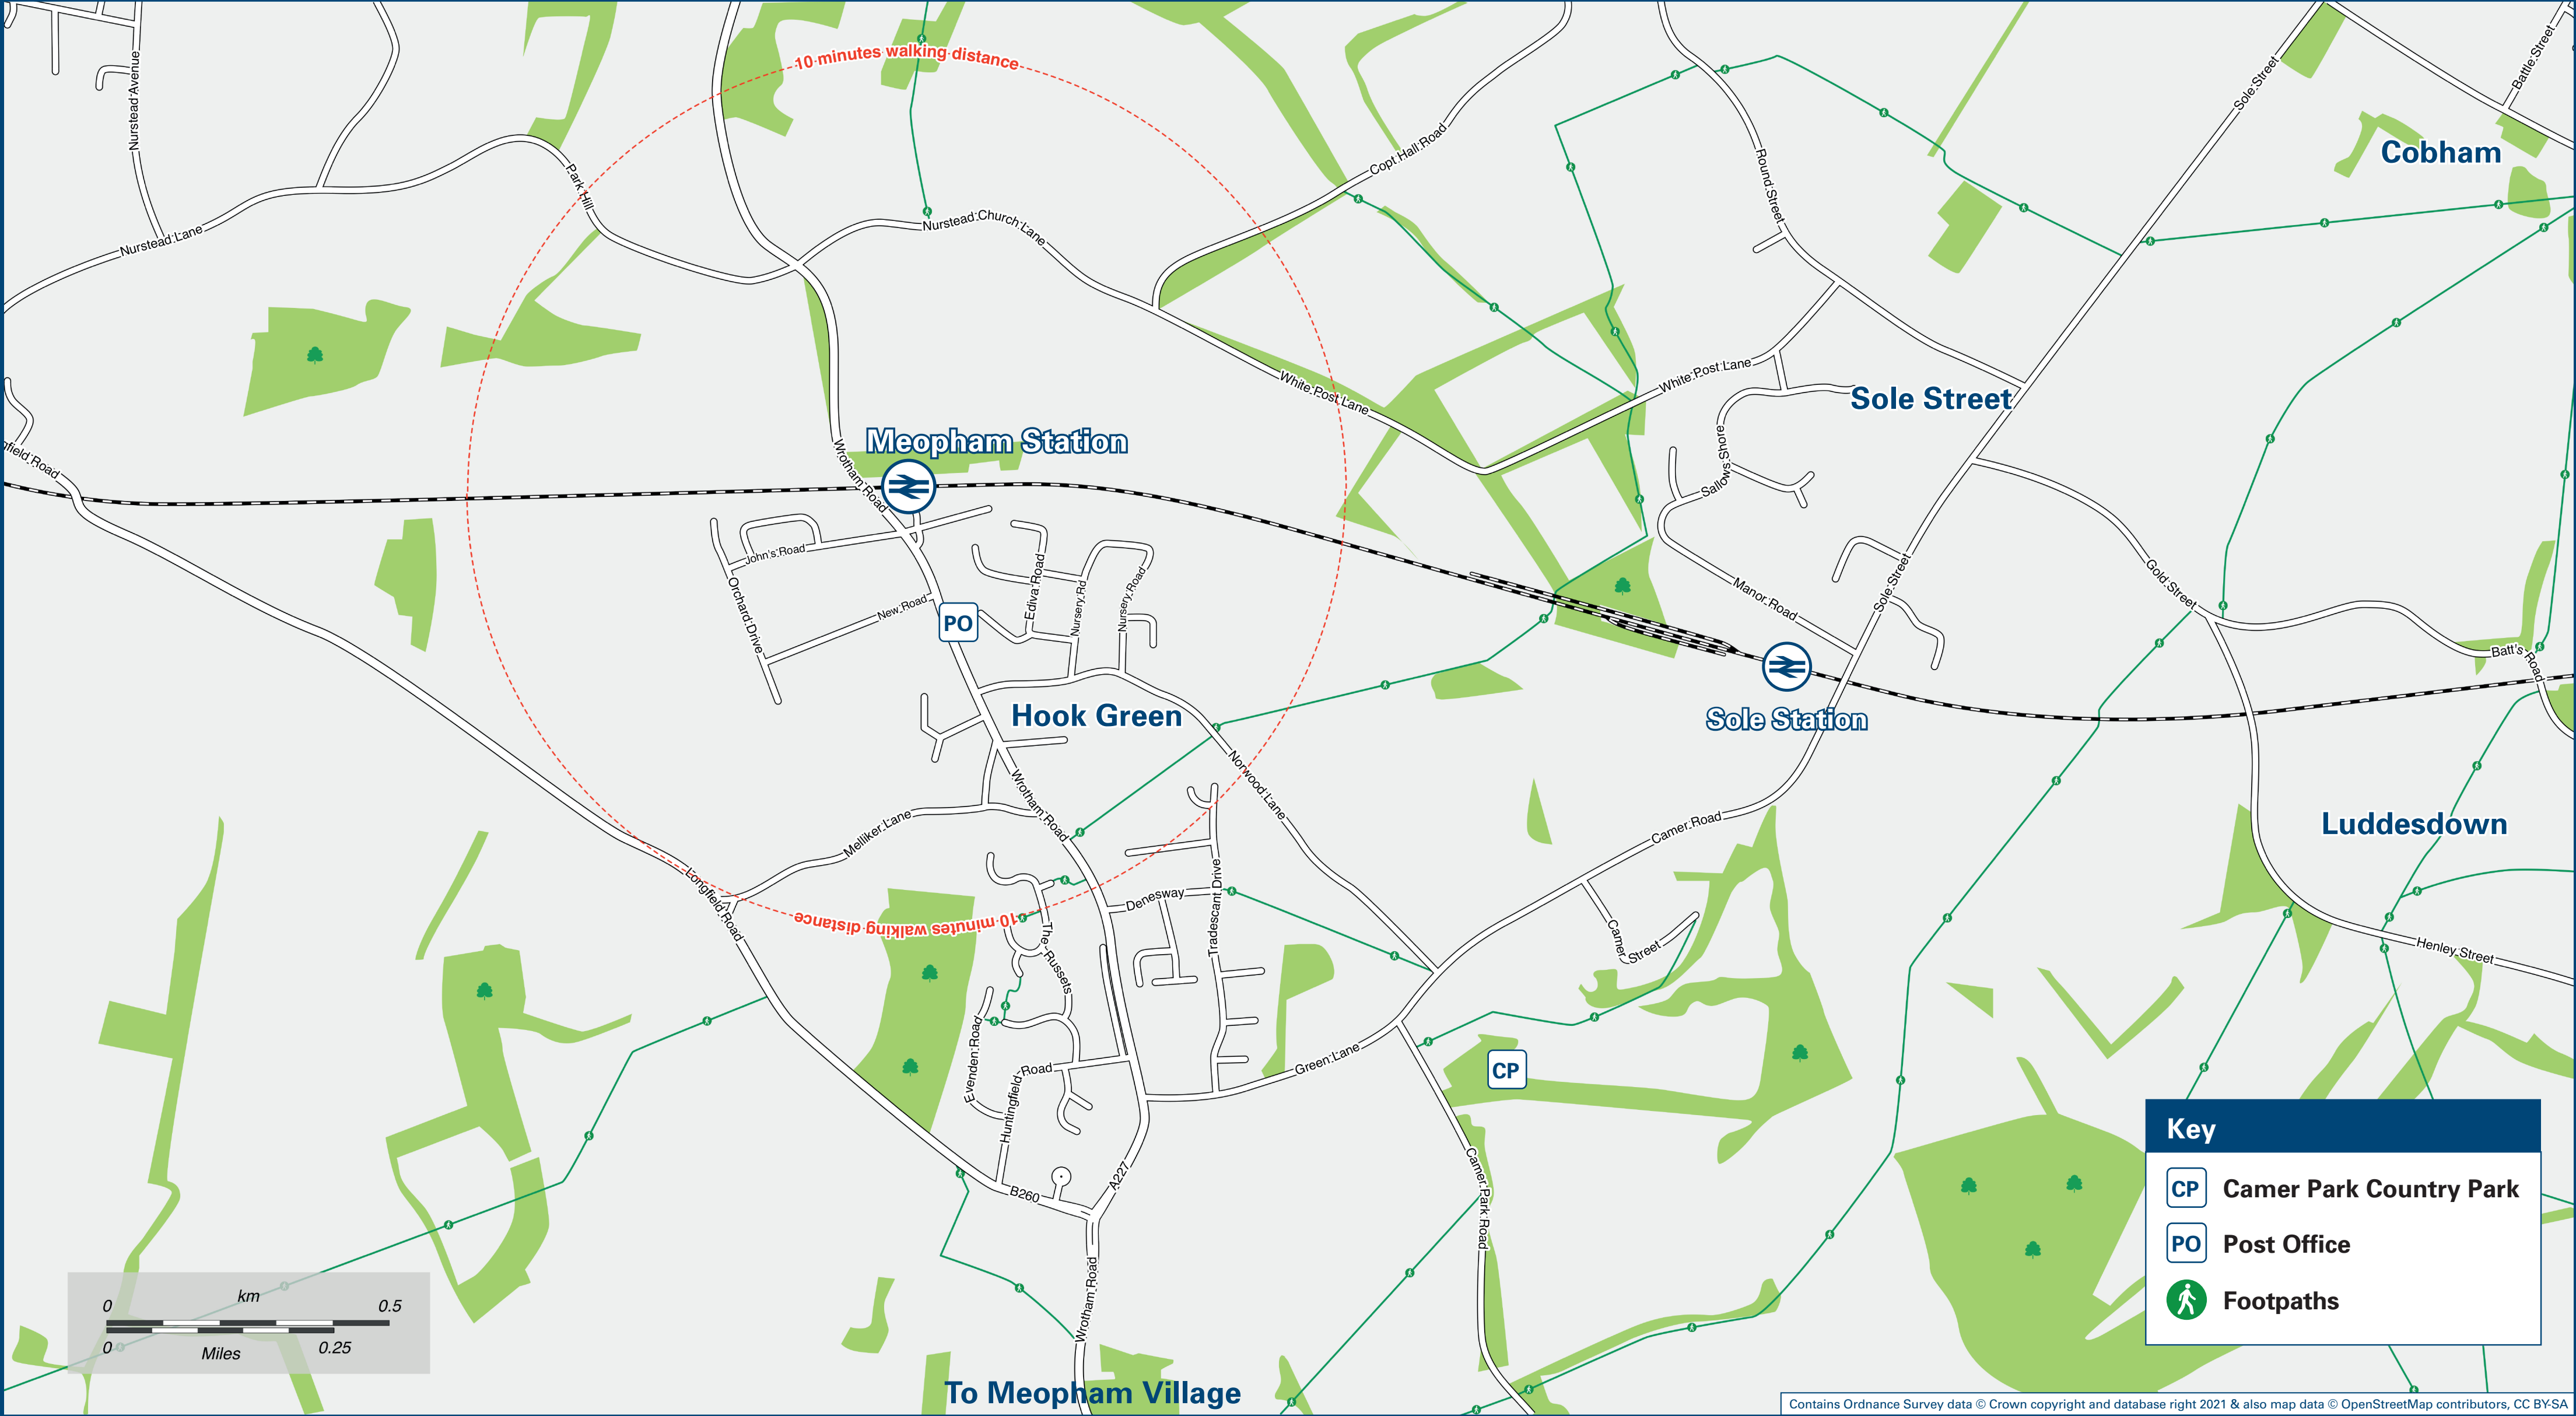 10 minutes walking distance
Nurstead Avenue
Sole Street
Battle Street
Cobham
Park Hill
Copt Hall Road
Round Street
Nurstead Lane
Nurstead Church Lane
White Post Lane
White Post Lane
Sole Street
Meopham Station
Wrotham Road
gfield Road
Sallows Shore
John's Road
Orchard Drive
New Road
PO
Ediva Road
Nursery Rd
Nursery Road
Manor Road
Sole Street
Gold Street
Batt's Road
Hook Green
Sole Station
Norwood Lane
Wrotham Road
Melliker Lane
Camer Road
Luddesdown
Longfield Road
10 minutes walking distance
Denesway
Tradescant Drive
The Russets
Camer Street
Henley Street
Evenden Road
Huntingfield Road
Green Lane
CP
B260
A227
Camer Park Road
Wrotham Road
To Meopham Village
km
0 0.5
0 0.25
Miles
Key
CP Camer Park Country Park
PO Post Office
Footpaths
Contains Ordnance Survey data © Crown copyright and database right 2021 & also map data © OpenStreetMap contributors, CC BY-SA